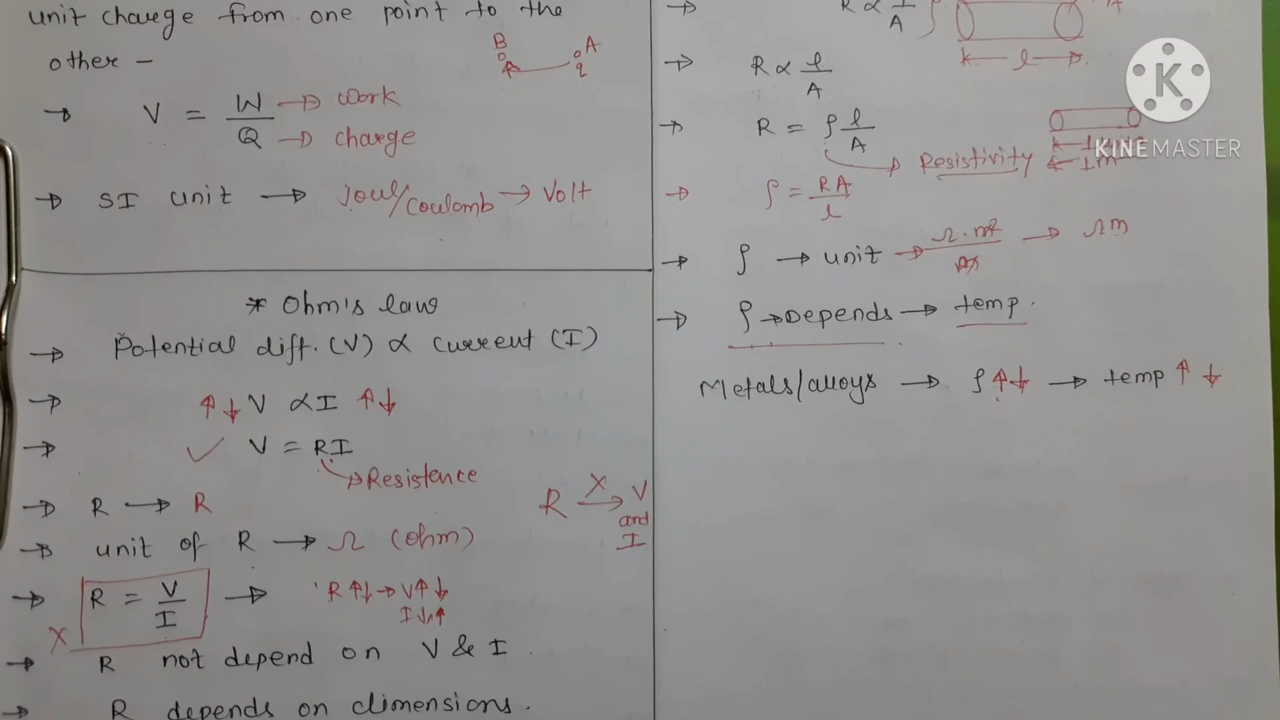 unit charge from one point to the
other –
B
A
q
→ V = W/Q → work
→ charge
→ SI unit → Joul/Coulomb → Volt
* Ohm's law
→ Potential diff. (V) ∝ Current (I)
→ ↑↓ V ∝ I ↑↓
→ ✓ V = RI
→ Resistence
→ R → R
R X→ V and I
→ unit of R → Ω (ohm)
→ R = V/I → R↑↓ → V↑↓
I↓↑
X
→ R not depend on V & I
→ R depends on dimensions.
→ R ∝ 1/A
A
l
→ R ∝ l/A
→ R = ρ l/A
→ Resistivity
1m
→ ρ = RA/l
→ ρ → unit → Ω·m²/m → Ωm
→ ρ → Depends → temp.
Metals/alloys → ρ↑↓ → temp ↑↓
K
KINEMASTER